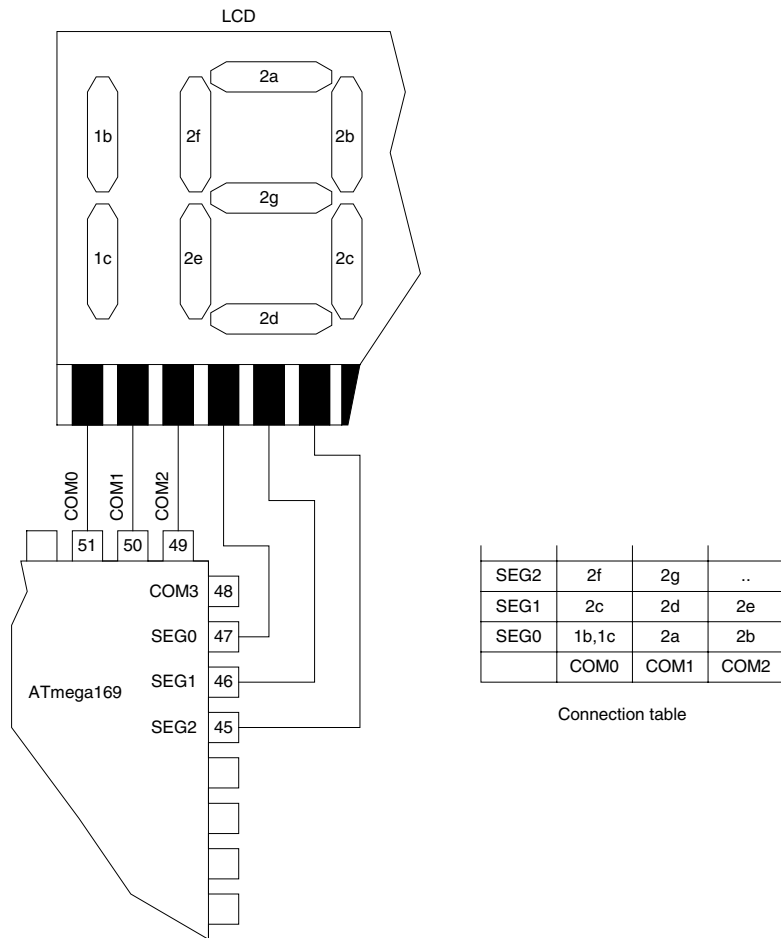 LCD
2a
1b 2f 2b
2g
1c 2e 2c
2d
COM0 COM1 COM2
51 50 49
COM3 48
SEG0 47
SEG1 46
ATmega169
SEG2 45
SEG2 2f 2g ..
SEG1 2c 2d 2e
SEG0 1b,1c 2a 2b
COM0 COM1 COM2
Connection table